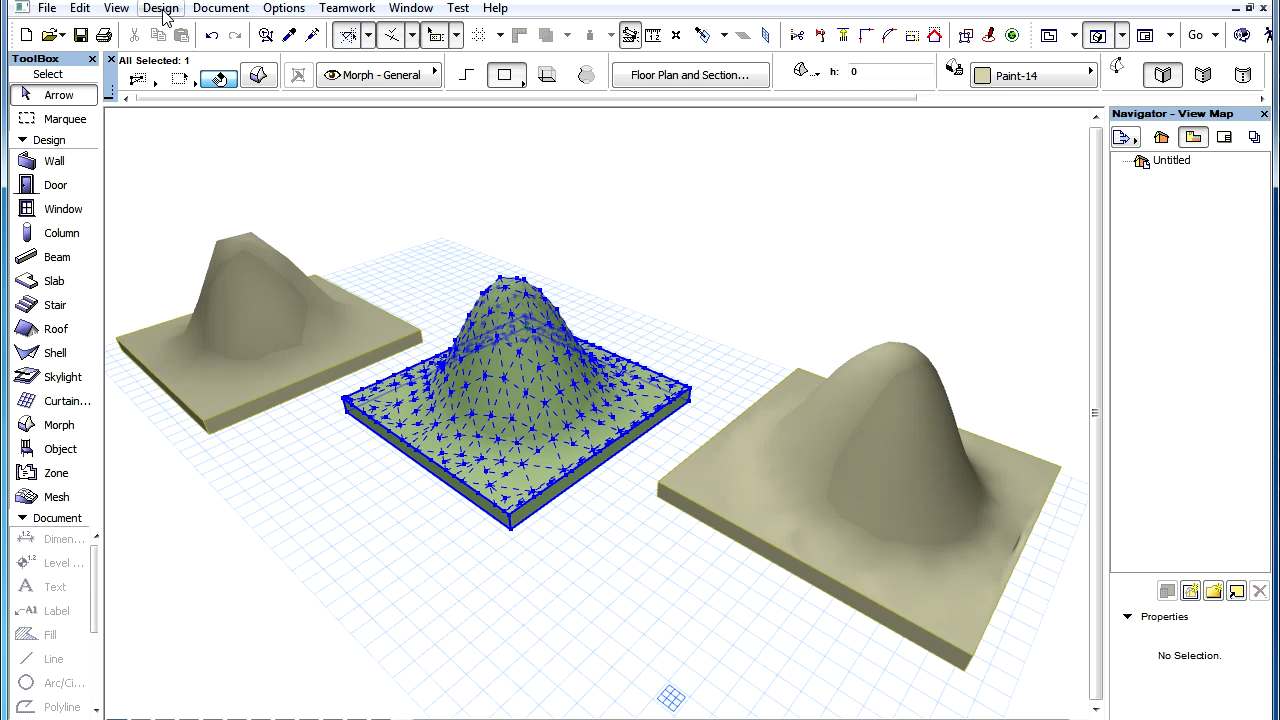 File Edit View Design Document Options Teamwork Window Test Help
Go
ToolBox
Select
Arrow
Marquee
Design
Wall
Door
Window
Column
Beam
Slab
Stair
Roof
Shell
Skylight
Curtain...
Morph
Object
Zone
Mesh
Document
Dimen...
Level ...
Text
Label
Fill
Line
Arc/Ci...
Polyline
All Selected: 1
Morph - General
Floor Plan and Section...
h: 0
Paint-14
Navigator - View Map
Untitled
Properties
No Selection.